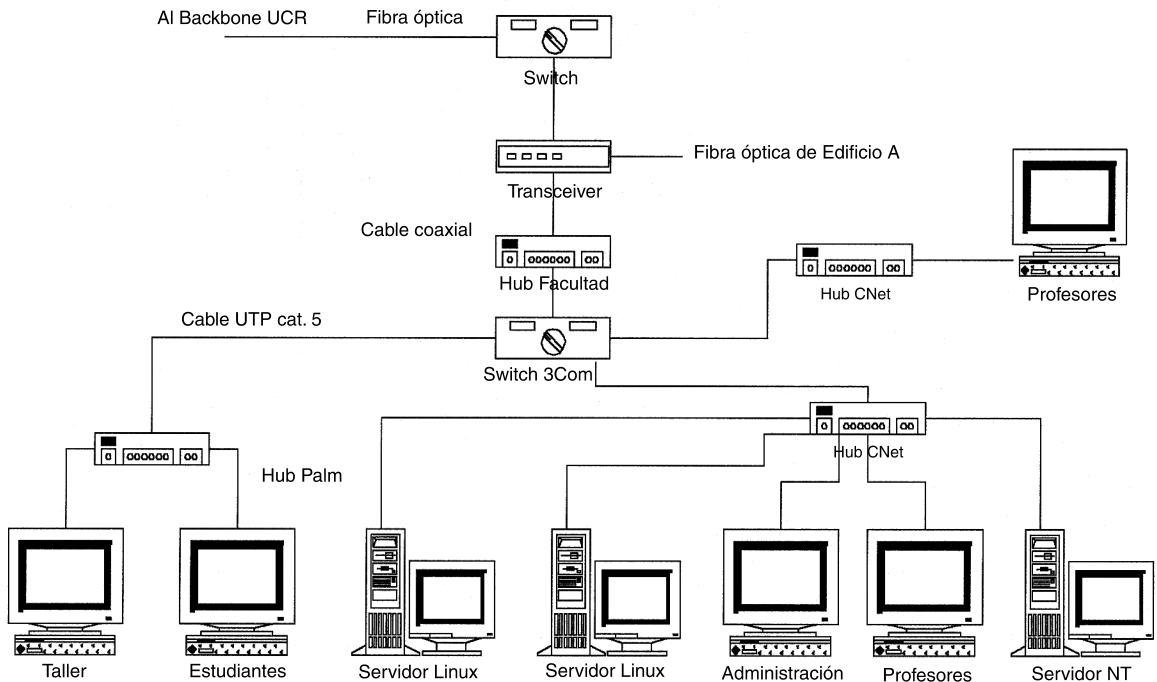 Al Backbone UCR
Fibra óptica
Switch
Fibra óptica de Edificio A
Transceiver
Cable coaxial
Hub Facultad
Hub CNet
Profesores
Cable UTP cat. 5
Switch 3Com
Hub CNet
Hub Palm
Taller
Estudiantes
Servidor Linux
Servidor Linux
Administración
Profesores
Servidor NT